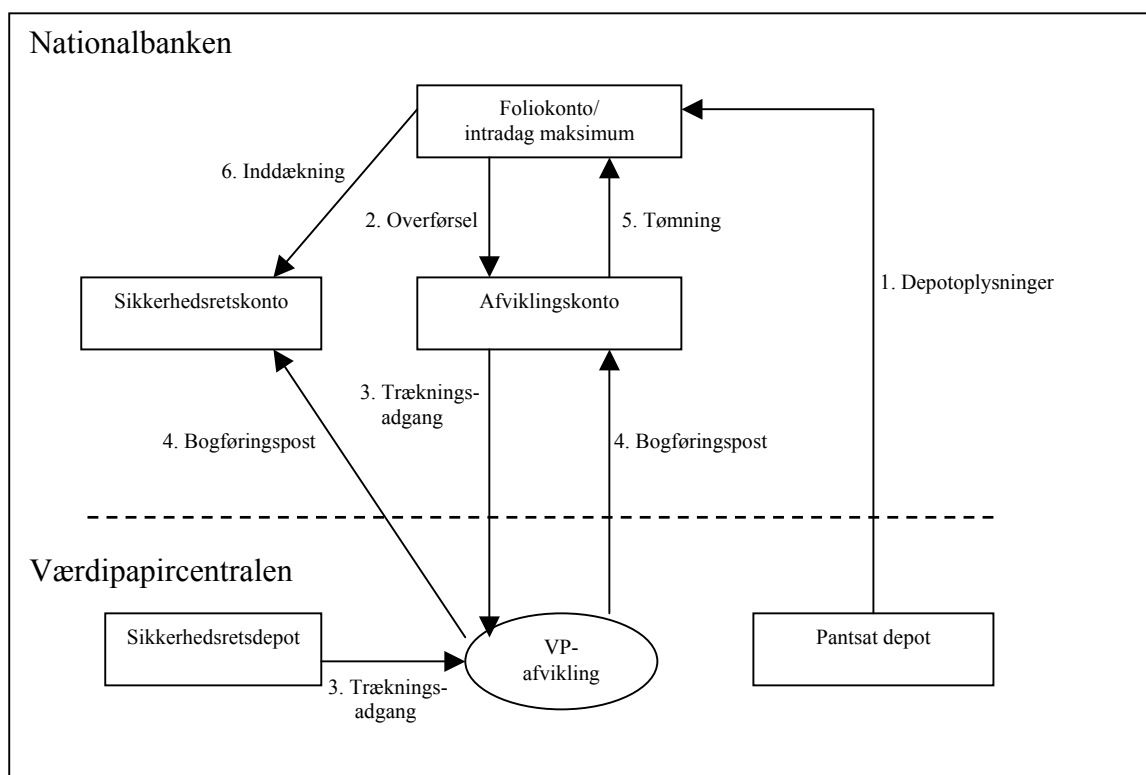 Nationalbanken
Foliokonto/
intradag maksimum
6. Inddækning
2. Overførsel
5. Tømning
1. Depotoplysninger
Sikkerhedsretskonto
Afviklingskonto
3. Træknings-
adgang
4. Bogføringspost
4. Bogføringspost
Værdipapircentralen
Sikkerhedsretsdepot
VP-
afvikling
Pantsat depot
3. Træknings-
adgang